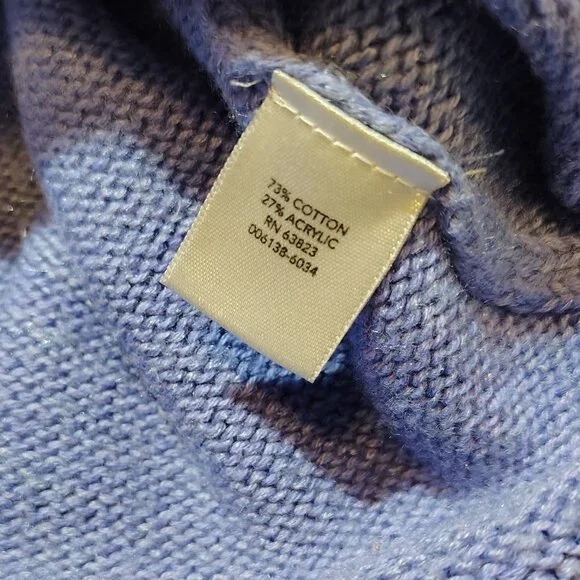 73% COTTON
27% ACRYLIC
RN 63823
006138-6034